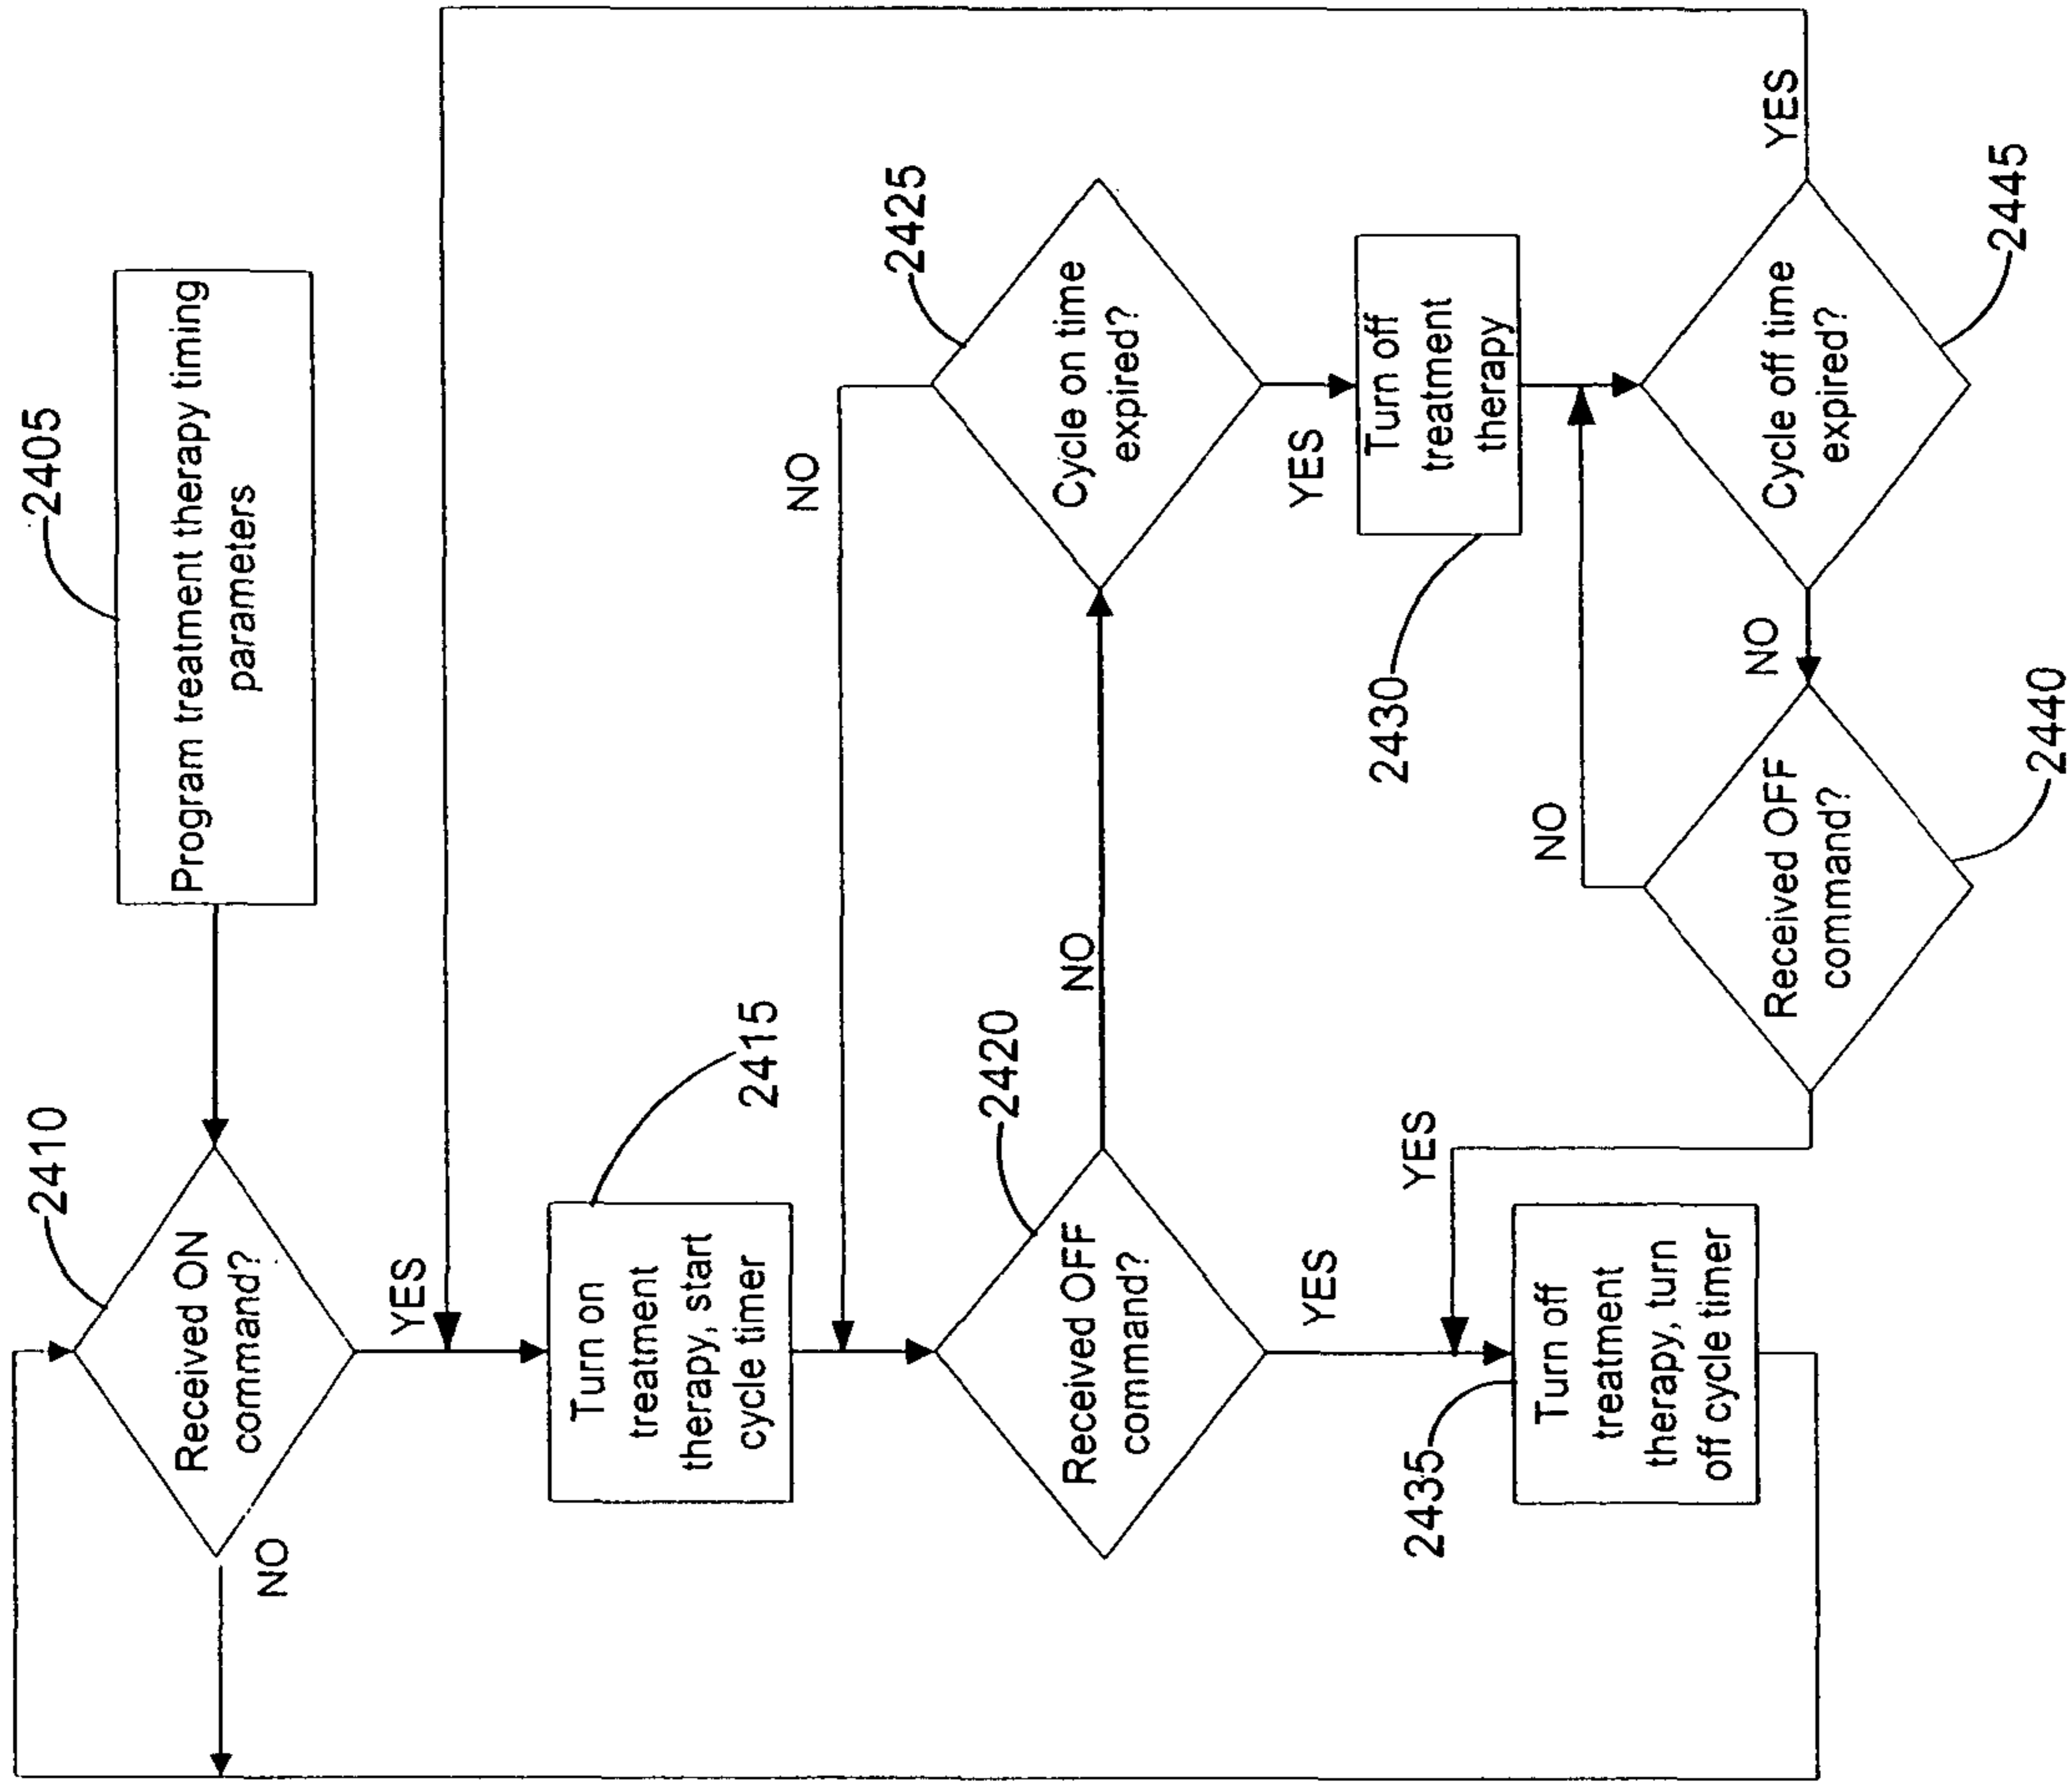 2405
Program treatment therapy timing
parameters
2410
Received ON
command?
NO
YES
2415
Turn on
treatment
therapy, start
cycle timer
2420
Received OFF
command?
NO
YES
2425
Cycle on time
expired?
NO
YES
2430
Turn off
treatment
therapy
2435
Turn off
treatment
therapy, turn
off cycle timer
2445
Cycle off time
expired?
YES
NO
2440
Received OFF
command?
NO
YES